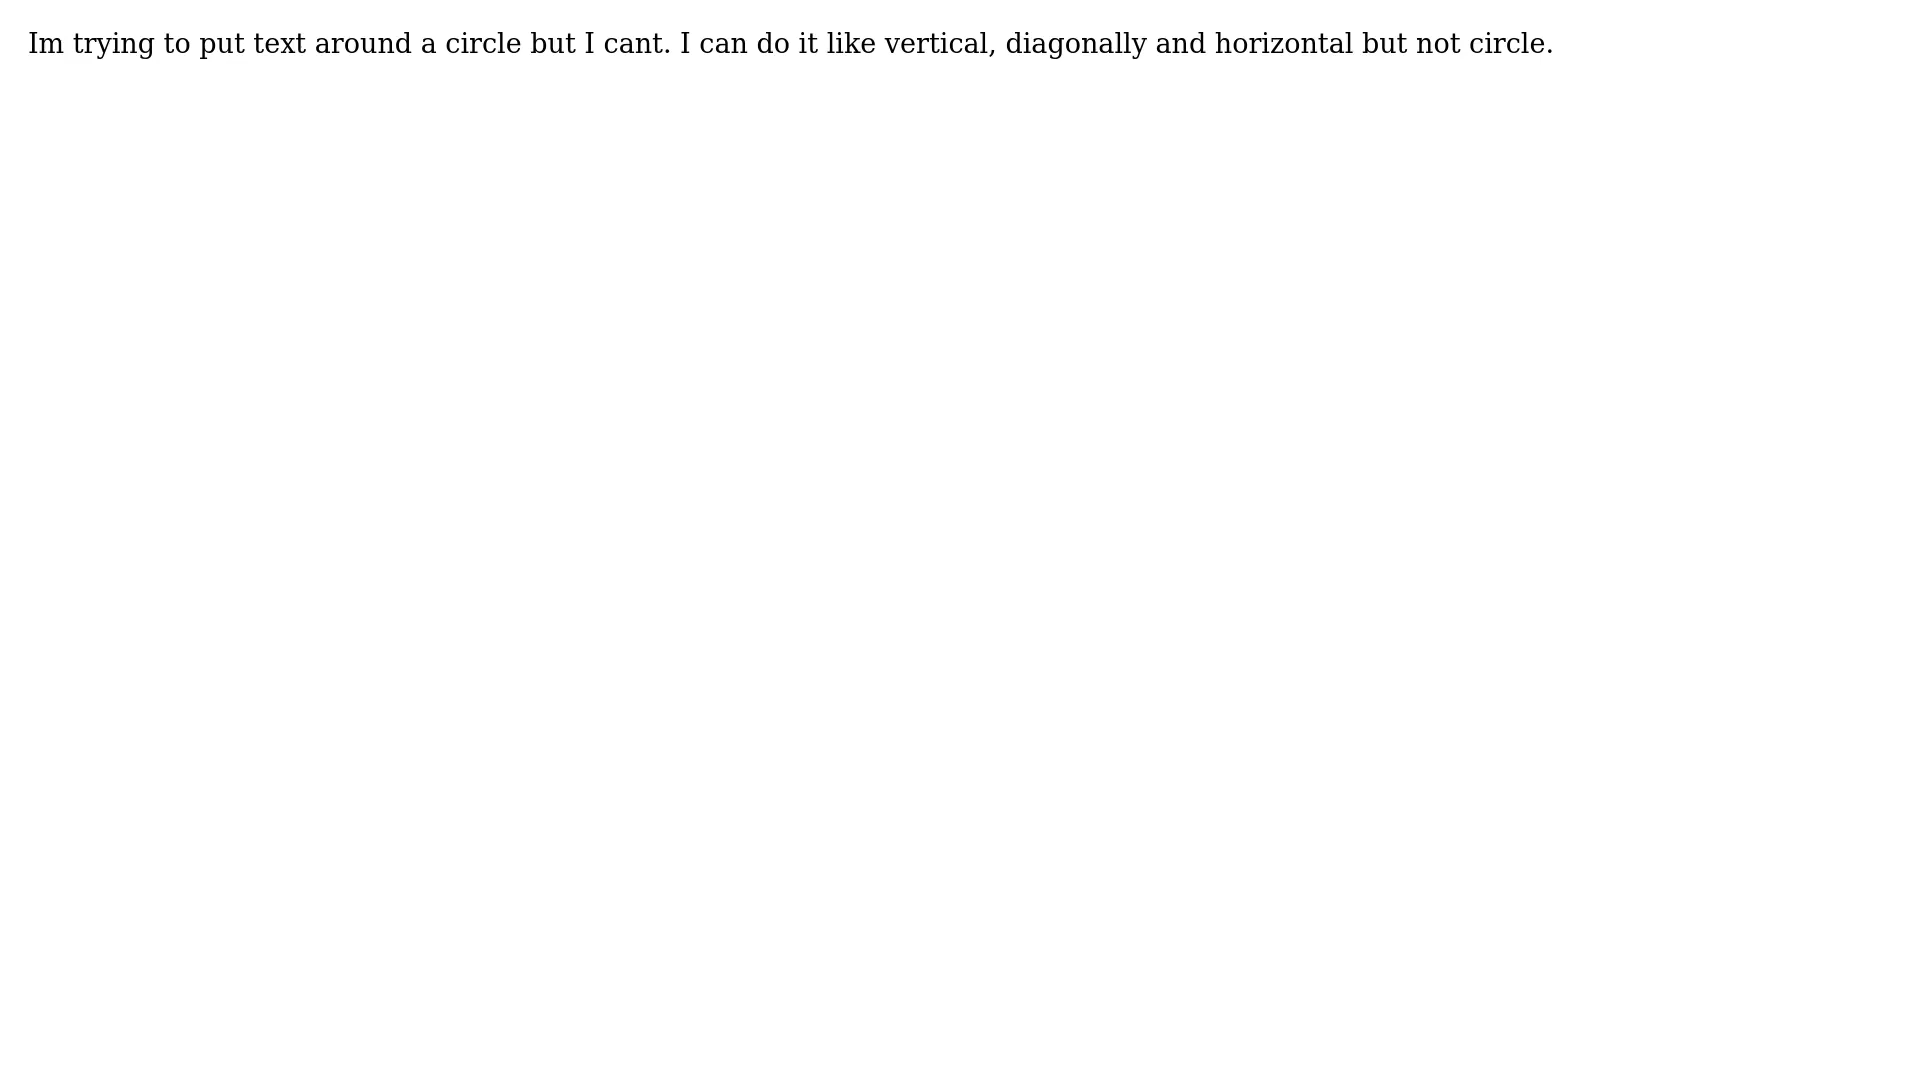 Im trying to put text around a circle but I cant. I can do it like vertical, diagonally and horizontal but not circle.